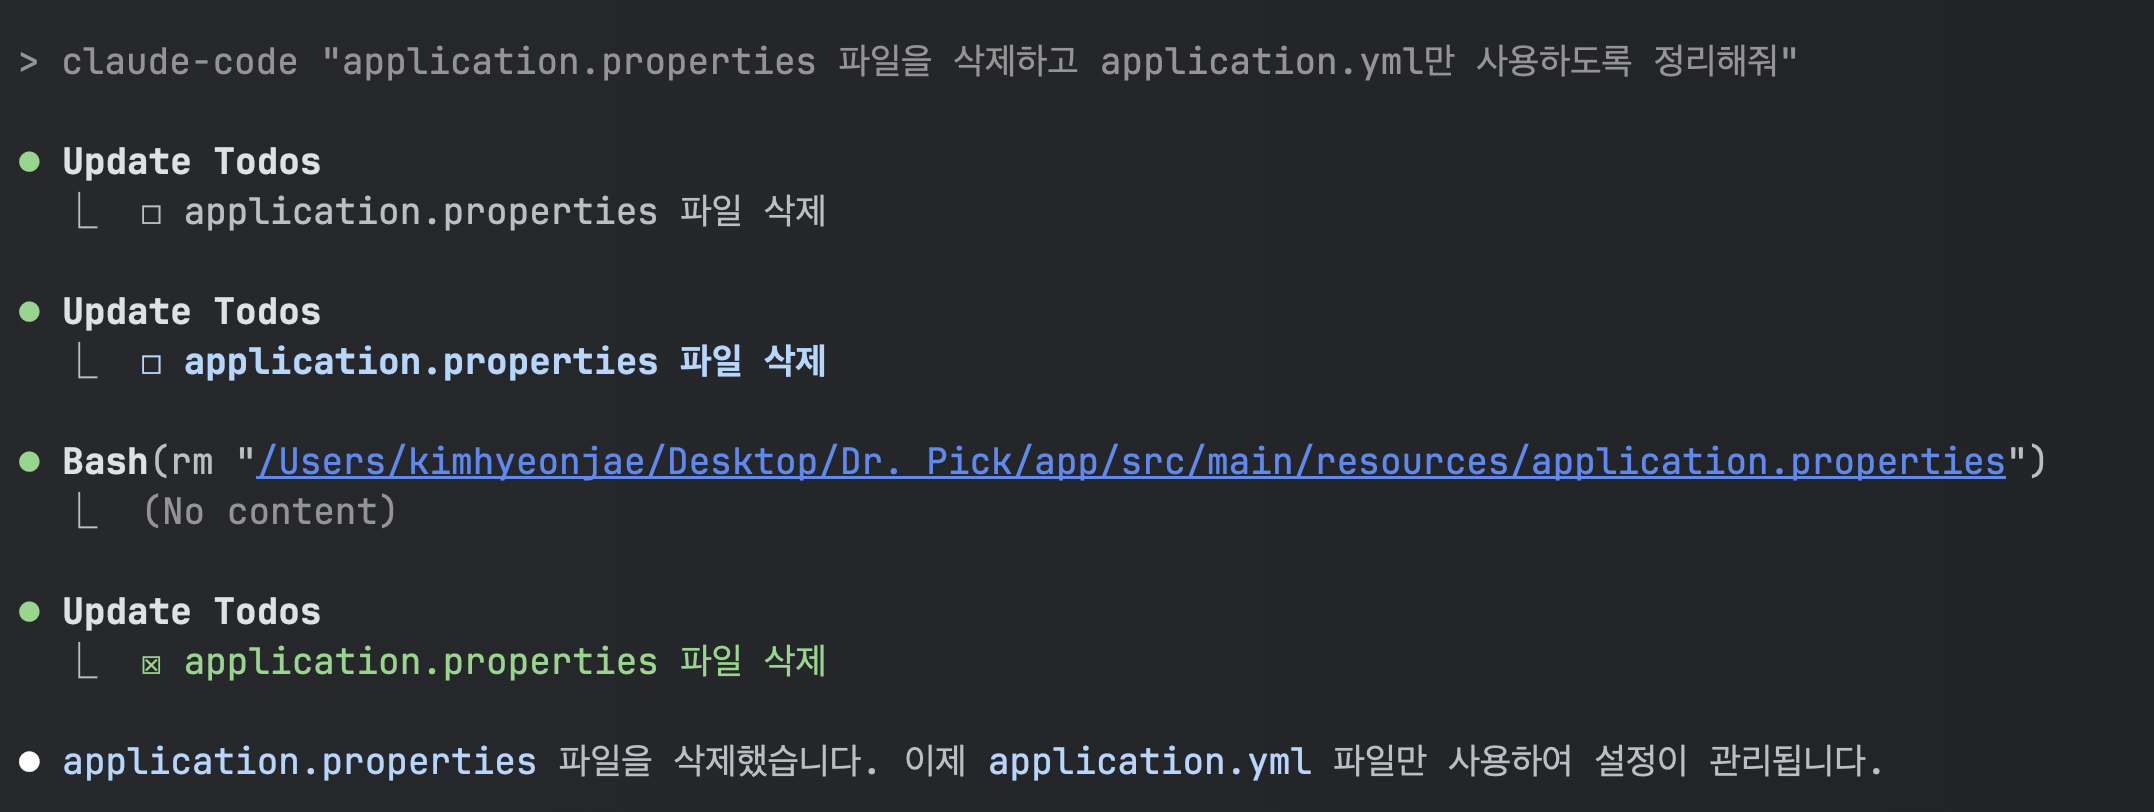 > claude-code "application.properties 파일을 삭제하고 application.yml만 사용하도록 정리해줘"
● Update Todos
⎿  ☐ application.properties 파일 삭제
● Update Todos
⎿  ☐ application.properties 파일 삭제
● Bash(rm "/Users/kimhyeonjae/Desktop/Dr. Pick/app/src/main/resources/application.properties")
⎿  (No content)
● Update Todos
⎿  ☒ application.properties 파일 삭제
● application.properties 파일을 삭제했습니다. 이제 application.yml 파일만 사용하여 설정이 관리됩니다.